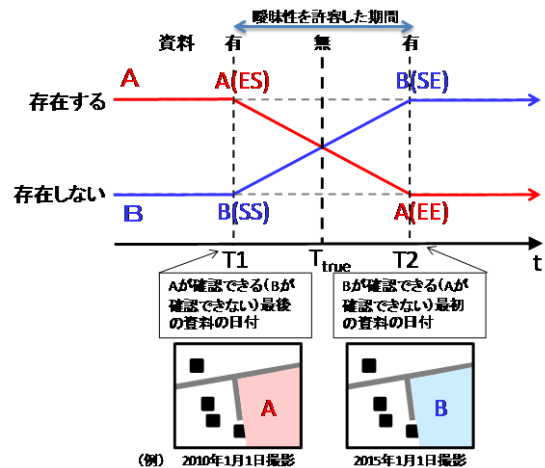 曖昧性を許容した期間
資料 有 無 有
A A(ES) B(SE)
存在する
存在しない
B B(SS) A(EE)
T1 Ttrue T2 t
Aが確認できる(Bが
確認できない)最後
の資料の日付
Bが確認できる(Aが
確認できない)最初
の資料の日付
A B
(例) 2010年1月1日撮影 2015年1月1日撮影